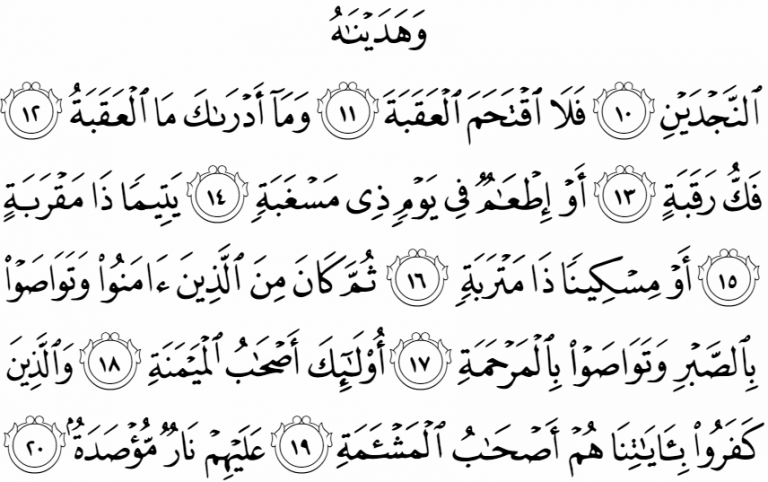 وَهَدَيْنَٰهُ
ٱلنَّجْدَيْنِ ١٠ فَلَا ٱقْتَحَمَ ٱلْعَقَبَةَ ١١ وَمَآ أَدْرَىٰكَ مَا ٱلْعَقَبَةُ ١٢
فَكُّ رَقَبَةٍ ١٣ أَوْ إِطْعَٰمٌ فِي يَوْمٍ ذِي مَسْغَبَةٍ ١٤ يَتِيمًا ذَا مَقْرَبَةٍ
١٥ أَوْ مِسْكِينًا ذَا مَتْرَبَةٍ ١٦ ثُمَّ كَانَ مِنَ ٱلَّذِينَ ءَامَنُوا۟ وَتَوَاصَوْا۟
بِٱلصَّبْرِ وَتَوَاصَوْا۟ بِٱلْمَرْحَمَةِ ١٧ أُو۟لَٰٓئِكَ أَصْحَٰبُ ٱلْمَيْمَنَةِ ١٨ وَٱلَّذِينَ
كَفَرُوا۟ بِـَٔايَٰتِنَا هُمْ أَصْحَٰبُ ٱلْمَشْـَٔمَةِ ١٩ عَلَيْهِمْ نَارٌ مُّؤْصَدَةٌۢ ٢٠